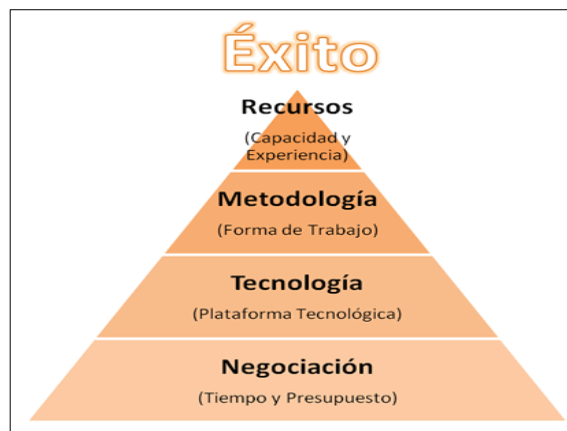 Éxito
Recursos
(Capacidad y
Experiencia)
Metodología
(Forma de Trabajo)
Tecnología
(Plataforma Tecnológica)
Negociación
(Tiempo y Presupuesto)